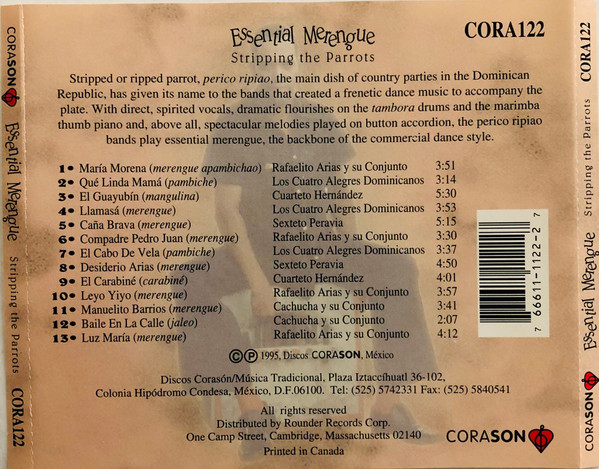 Essential Merengue
Stripping the Parrots
CORA122
Stripped or ripped parrot, perico ripiao, the main dish of country parties in the Dominican
Republic, has given its name to the bands that created a frenetic dance music to accompany the
plate. With direct, spirited vocals, dramatic flourishes on the tambora drums and the marimba
thumb piano and, above all, spectacular melodies played on button accordion, the perico ripiao
bands play essential merengue, the backbone of the commercial dance style.
1• María Morena (merengue apambichao) Rafaelito Arias y su Conjunto 3:51
2• Qué Linda Mamá (pambiche) Los Cuatro Alegres Dominicanos 3:14
3• El Guayubín (mangulina) Cuarteto Hernández 5:30
4• Llamasá (merengue) Los Cuatro Alegres Dominicanos 3:53
5• Caña Brava (merengue) Sexteto Peravia 5:15
6• Compadre Pedro Juan (merengue) Rafaelito Arias y su Conjunto 3:30
7• El Cabo De Vela (pambiche) Los Cuatro Alegres Dominicanos 3:37
8• Desiderio Arias (merengue) Sexteto Peravia 4:50
9• El Carabiné (carabiné) Cuarteto Hernández 4:01
10• Leyo Yiyo (merengue) Rafaelito Arias y su Conjunto 3:57
11• Manuelito Barrios (merengue) Cachucha y su Conjunto 3:41
12• Baile En La Calle (jaleo) Cachucha y su Conjunto 2:07
13• Luz María (merengue) Rafaelito Arias y su Conjunto 4:12
©℗ 1995, Discos CORASON, México
Discos Corasón/Música Tradicional, Plaza Iztaccíhuatl 36-102,
Colonia Hipódromo Condesa, México, D.F.06100. Tel: (525) 5742331 Fax: (525) 5840541
All rights reserved
Distributed by Rounder Records Corp.
One Camp Street, Cambridge, Massachusetts 02140
Printed in Canada
CORASON
7 66611-1122-2 7
CORASON Essential Merengue Stripping the Parrots CORA122
CORASON Essential Merengue Stripping the Parrots CORA122